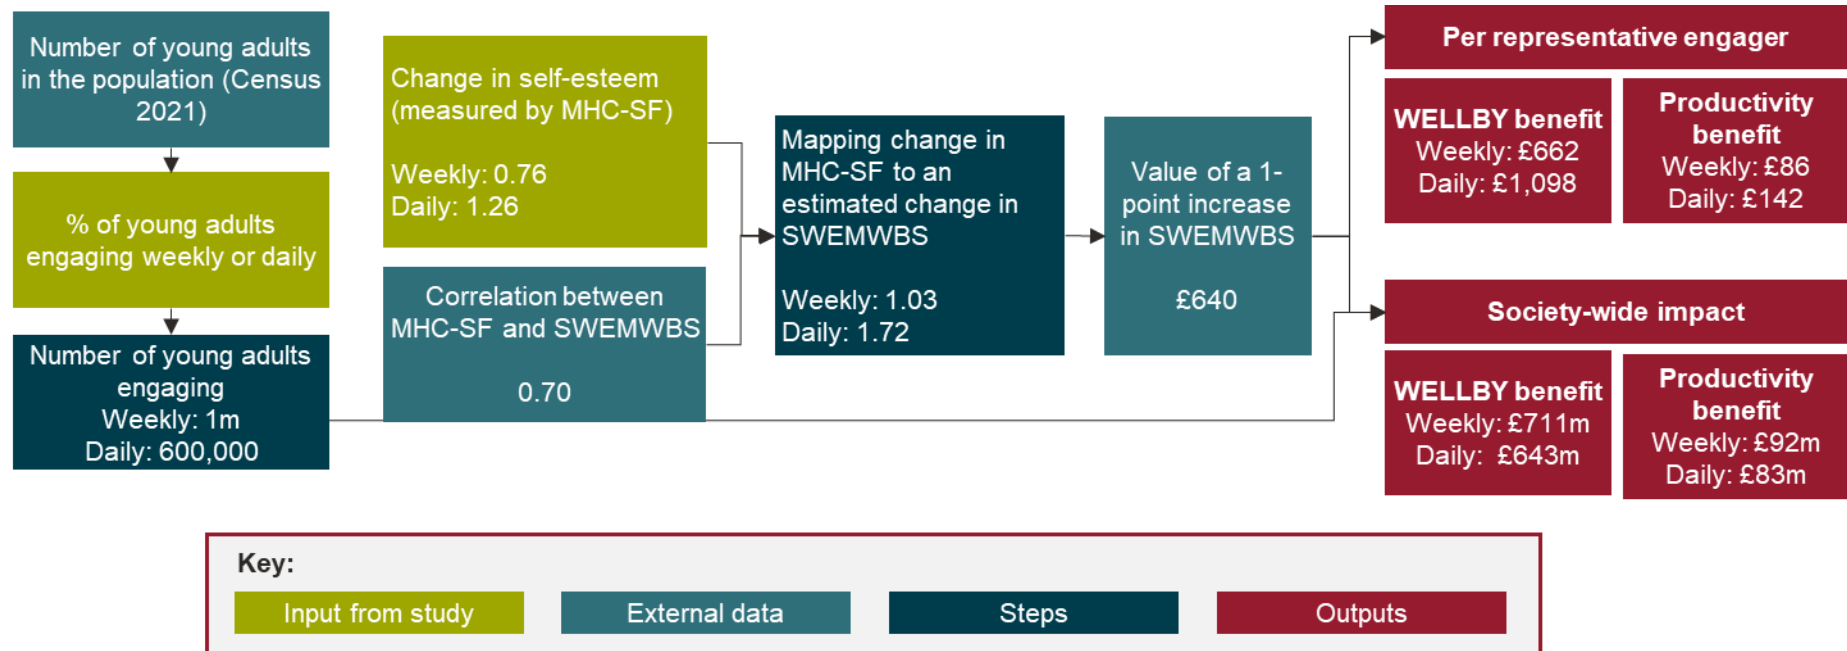 Number of young adults
in the population (Census
2021)
% of young adults
engaging weekly or daily
Number of young adults
engaging
Weekly: 1m
Daily: 600,000
Change in self-esteem
(measured by MHC-SF)
Weekly: 0.76
Daily: 1.26
Correlation between
MHC-SF and SWEMWBS
0.70
Mapping change in
MHC-SF to an
estimated change in
SWEMWBS
Weekly: 1.03
Daily: 1.72
Value of a 1-
point increase
in SWEMWBS
£640
Per representative engager
WELLBY benefit
Weekly: £662
Daily: £1,098
Productivity
benefit
Weekly: £86
Daily: £142
Society-wide impact
WELLBY benefit
Weekly: £711m
Daily: £643m
Productivity
benefit
Weekly: £92m
Daily: £83m
Key:
Input from study
External data
Steps
Outputs